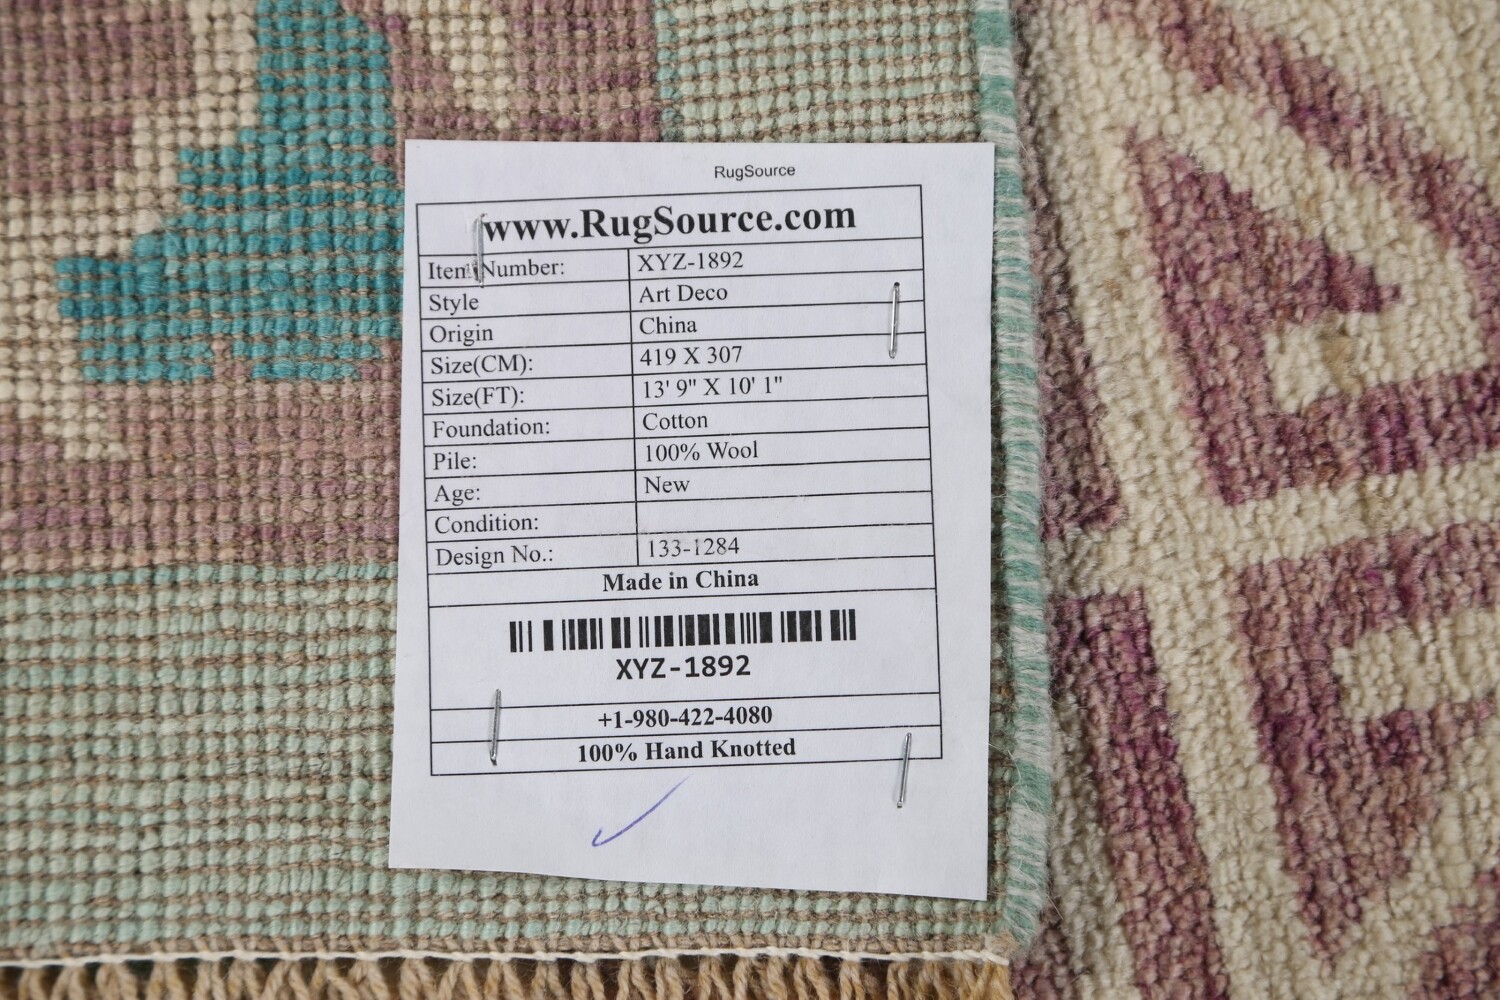 RugSource
www.RugSource.com
Item Number: XYZ-1892
Style Art Deco
Origin China
Size(CM): 419 X 307
Size(FT): 13' 9" X 10' 1"
Foundation: Cotton
Pile: 100% Wool
Age: New
Condition:
Design No.: 133-1284
Made in China
XYZ-1892
+1-980-422-4080
100% Hand Knotted